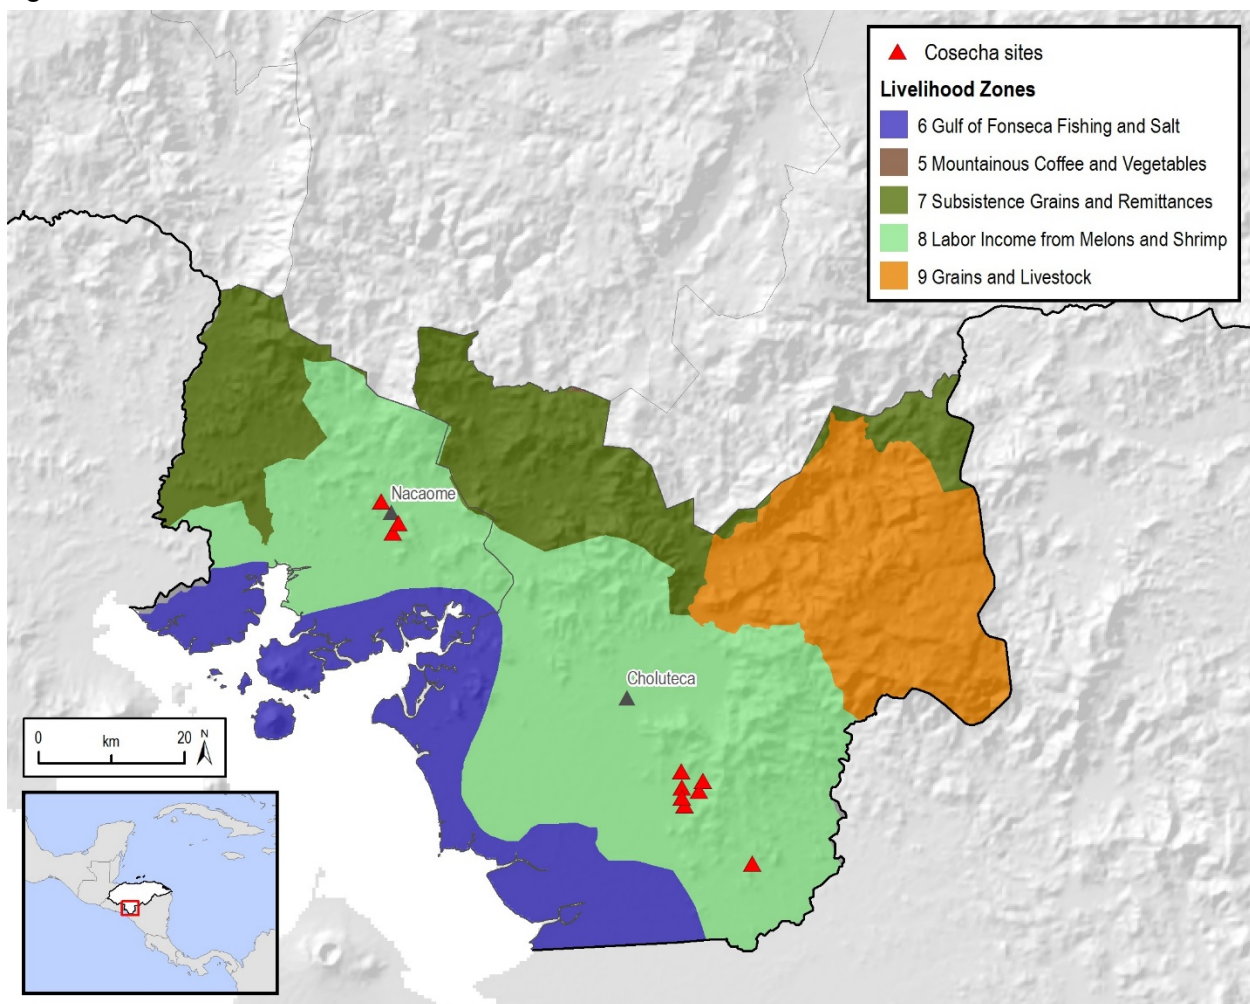 Cosecha sites
Livelihood Zones
6 Gulf of Fonseca Fishing and Salt
5 Mountainous Coffee and Vegetables
7 Subsistence Grains and Remittances
8 Labor Income from Melons and Shrimp
9 Grains and Livestock
Nacaome
Choluteca
0 km 20 N